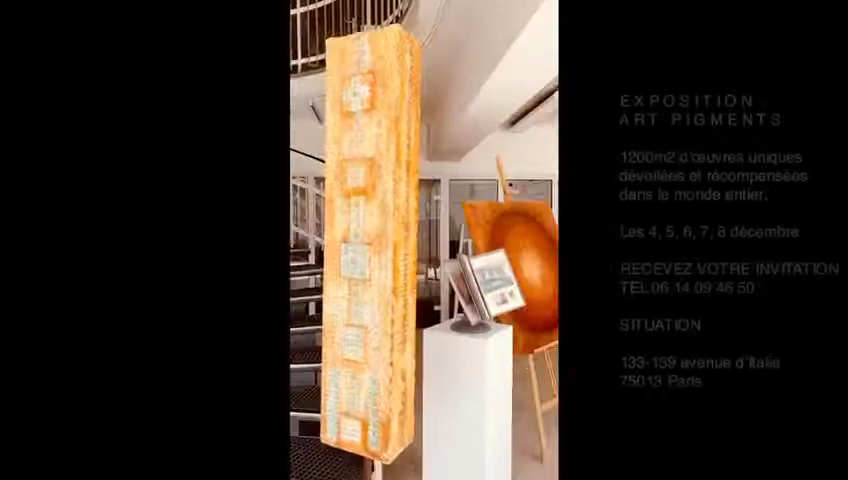 EXPOSITION
ART PIGMENTS
1200m2 d'œuvres uniques
dévoilées et récompensées
dans le monde entier.
Les 4, 5, 6, 7, 8 décembre
RECEVEZ VOTRE INVITATION
TEL 06 14 09 46 50
SITUATION
133-139 avenue d'Italie
75013 Paris